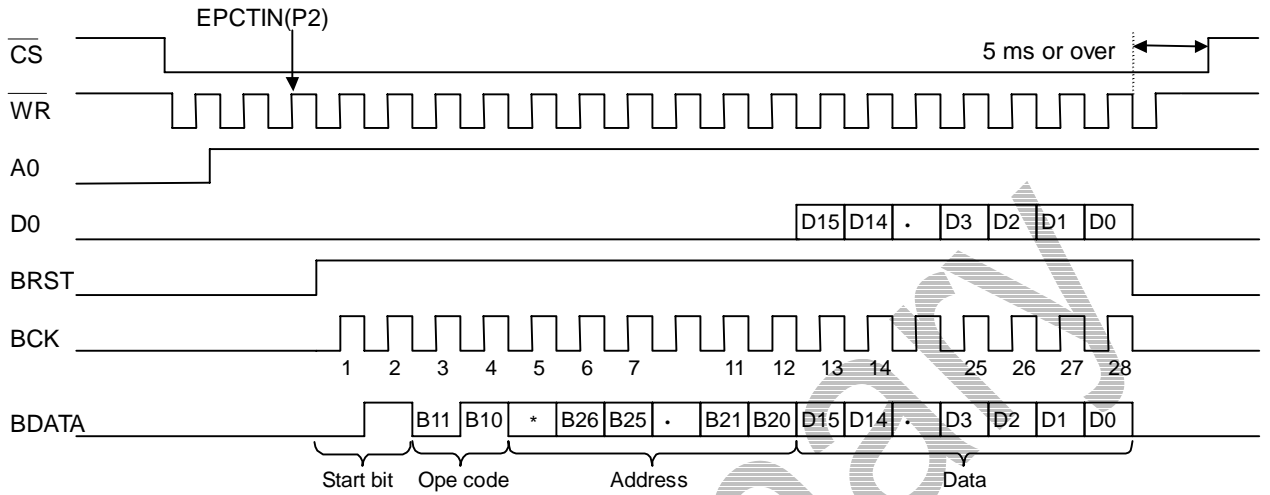 EPCTIN(P2)
CS
5 ms or over
WR
A0
D0
D15 D14 · D3 D2 D1 D0
BRST
BCK
1 2 3 4 5 6 7 11 12 13 14 25 26 27 28
BDATA
B11 B10 * B26 B25 · B21 B20 D15 D14 · D3 D2 D1 D0
Start bit Ope code Address Data